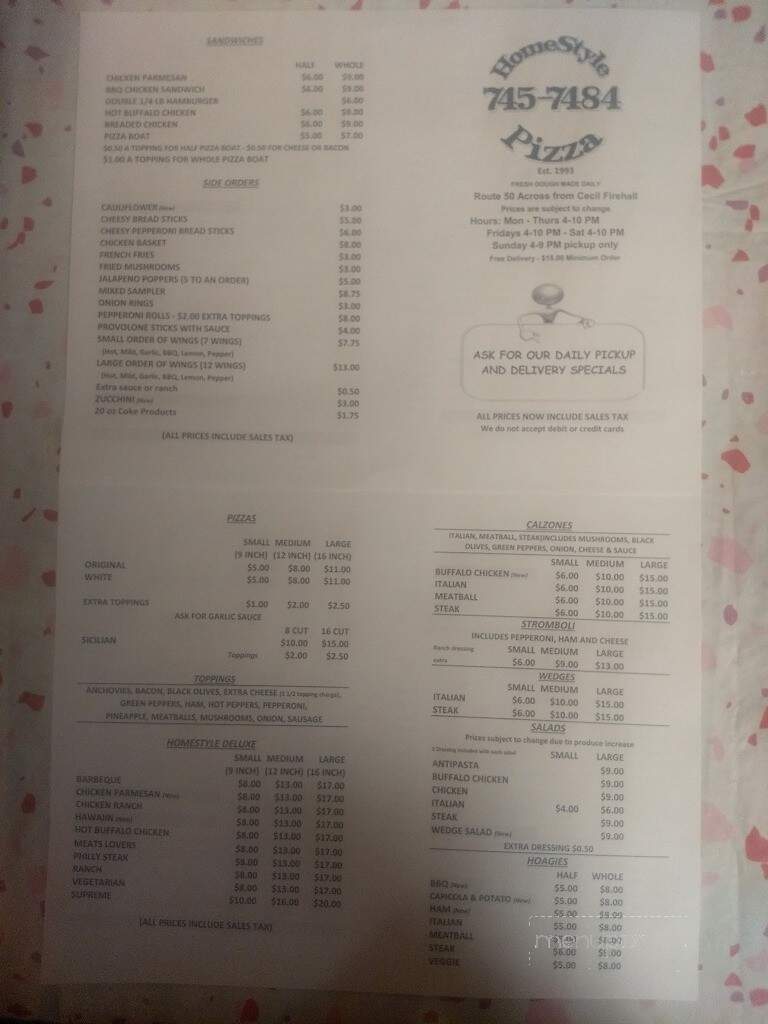 SANDWICHES
HALF WHOLE
CHICKEN PARMESAN $6.00 $9.00
BBQ CHICKEN SANDWICH $6.00 $9.00
DOUBLE 1/4 LB HAMBURGER $6.00
HOT BUFFALO CHICKEN $6.00 $9.00
BREADED CHICKEN $6.00 $9.00
PIZZA BOAT $5.00 $7.00
$0.50 A TOPPING FOR HALF PIZZA BOAT - $0.50 FOR CHEESE OR BACON
$1.00 A TOPPING FOR WHOLE PIZZA BOAT
SIDE ORDERS
CAULIFLOWER (New) $3.00
CHEESY BREAD STICKS $5.00
CHEESY PEPPERONI BREAD STICKS $6.00
CHICKEN BASKET $8.00
FRENCH FRIES $3.00
FRIED MUSHROOMS $3.00
JALAPENO POPPERS (5 TO AN ORDER) $5.00
MIXED SAMPLER $8.75
ONION RINGS $3.00
PEPPERONI ROLLS - $2.00 EXTRA TOPPINGS $8.00
PROVOLONE STICKS WITH SAUCE $4.00
SMALL ORDER OF WINGS (7 WINGS) $7.75
(Hot, Mild, Garlic, BBQ, Lemon, Pepper)
LARGE ORDER OF WINGS (12 WINGS) $13.00
(Hot, Mild, Garlic, BBQ, Lemon, Pepper)
Extra sauce or ranch $0.50
ZUCCHINI (New) $3.00
20 oz Coke Products $1.75
(ALL PRICES INCLUDE SALES TAX)
HomeStyle
745-7484
Pizza
Est. 1993
FRESH DOUGH MADE DAILY
Route 50 Across from Cecil Firehall
Prices are subject to change
Hours: Mon - Thurs 4-10 PM
Fridays 4-10 PM - Sat 4-10 PM
Sunday 4-9 PM pickup only
Free Delivery - $15.00 Minimum Order
ASK FOR OUR DAILY PICKUP
AND DELIVERY SPECIALS
ALL PRICES NOW INCLUDE SALES TAX
We do not accept debit or credit cards
PIZZAS
SMALL MEDIUM LARGE
(9 INCH) (12 INCH) (16 INCH)
ORIGINAL $5.00 $8.00 $11.00
WHITE $5.00 $8.00 $11.00
EXTRA TOPPINGS $1.00 $2.00 $2.50
ASK FOR GARLIC SAUCE
8 CUT 16 CUT
SICILIAN $10.00 $15.00
Toppings $2.00 $2.50
TOPPINGS
ANCHOVIES, BACON, BLACK OLIVES, EXTRA CHEESE (1 1/2 topping charge),
GREEN PEPPERS, HAM, HOT PEPPERS, PEPPERONI,
PINEAPPLE, MEATBALLS, MUSHROOMS, ONION, SAUSAGE
HOMESTYLE DELUXE
SMALL MEDIUM LARGE
(9 INCH) (12 INCH) (16 INCH)
BARBEQUE $8.00 $13.00 $17.00
CHICKEN PARMESAN (New) $8.00 $13.00 $17.00
CHICKEN RANCH $8.00 $13.00 $17.00
HAWAIIN (New) $8.00 $13.00 $17.00
HOT BUFFALO CHICKEN $8.00 $13.00 $17.00
MEATS LOVERS $8.00 $13.00 $17.00
PHILLY STEAK $8.00 $13.00 $17.00
RANCH $8.00 $13.00 $17.00
VEGETARIAN $8.00 $13.00 $17.00
SUPREME $10.00 $16.00 $20.00
(ALL PRICES INCLUDE SALES TAX)
CALZONES
ITALIAN, MEATBALL, STEAK(INCLUDES MUSHROOMS, BLACK
OLIVES, GREEN PEPPERS, ONION, CHEESE & SAUCE
SMALL MEDIUM LARGE
BUFFALO CHICKEN (New) $6.00 $10.00 $15.00
ITALIAN $6.00 $10.00 $15.00
MEATBALL $6.00 $10.00 $15.00
STEAK $6.00 $10.00 $15.00
STROMBOLI
INCLUDES PEPPERONI, HAM AND CHEESE
Ranch dressing SMALL MEDIUM LARGE
extra $6.00 $9.00 $13.00
WEDGES
SMALL MEDIUM LARGE
ITALIAN $6.00 $10.00 $15.00
STEAK $6.00 $10.00 $15.00
SALADS
Prices subject to change due to produce increase
Dressing included with each salad SMALL LARGE
ANTIPASTA $9.00
BUFFALO CHICKEN $9.00
CHICKEN $9.00
ITALIAN $4.00 $6.00
STEAK $9.00
WEDGE SALAD (New) $9.00
EXTRA DRESSING $0.50
HOAGIES
HALF WHOLE
BBQ (New) $5.00 $8.00
CAPICOLA & POTATO (New) $5.00 $8.00
HAM (New) $5.00
ITALIAN $5.00 $8.00
MEATBALL
STEAK $6.00
VEGGIE $5.00 $8.00